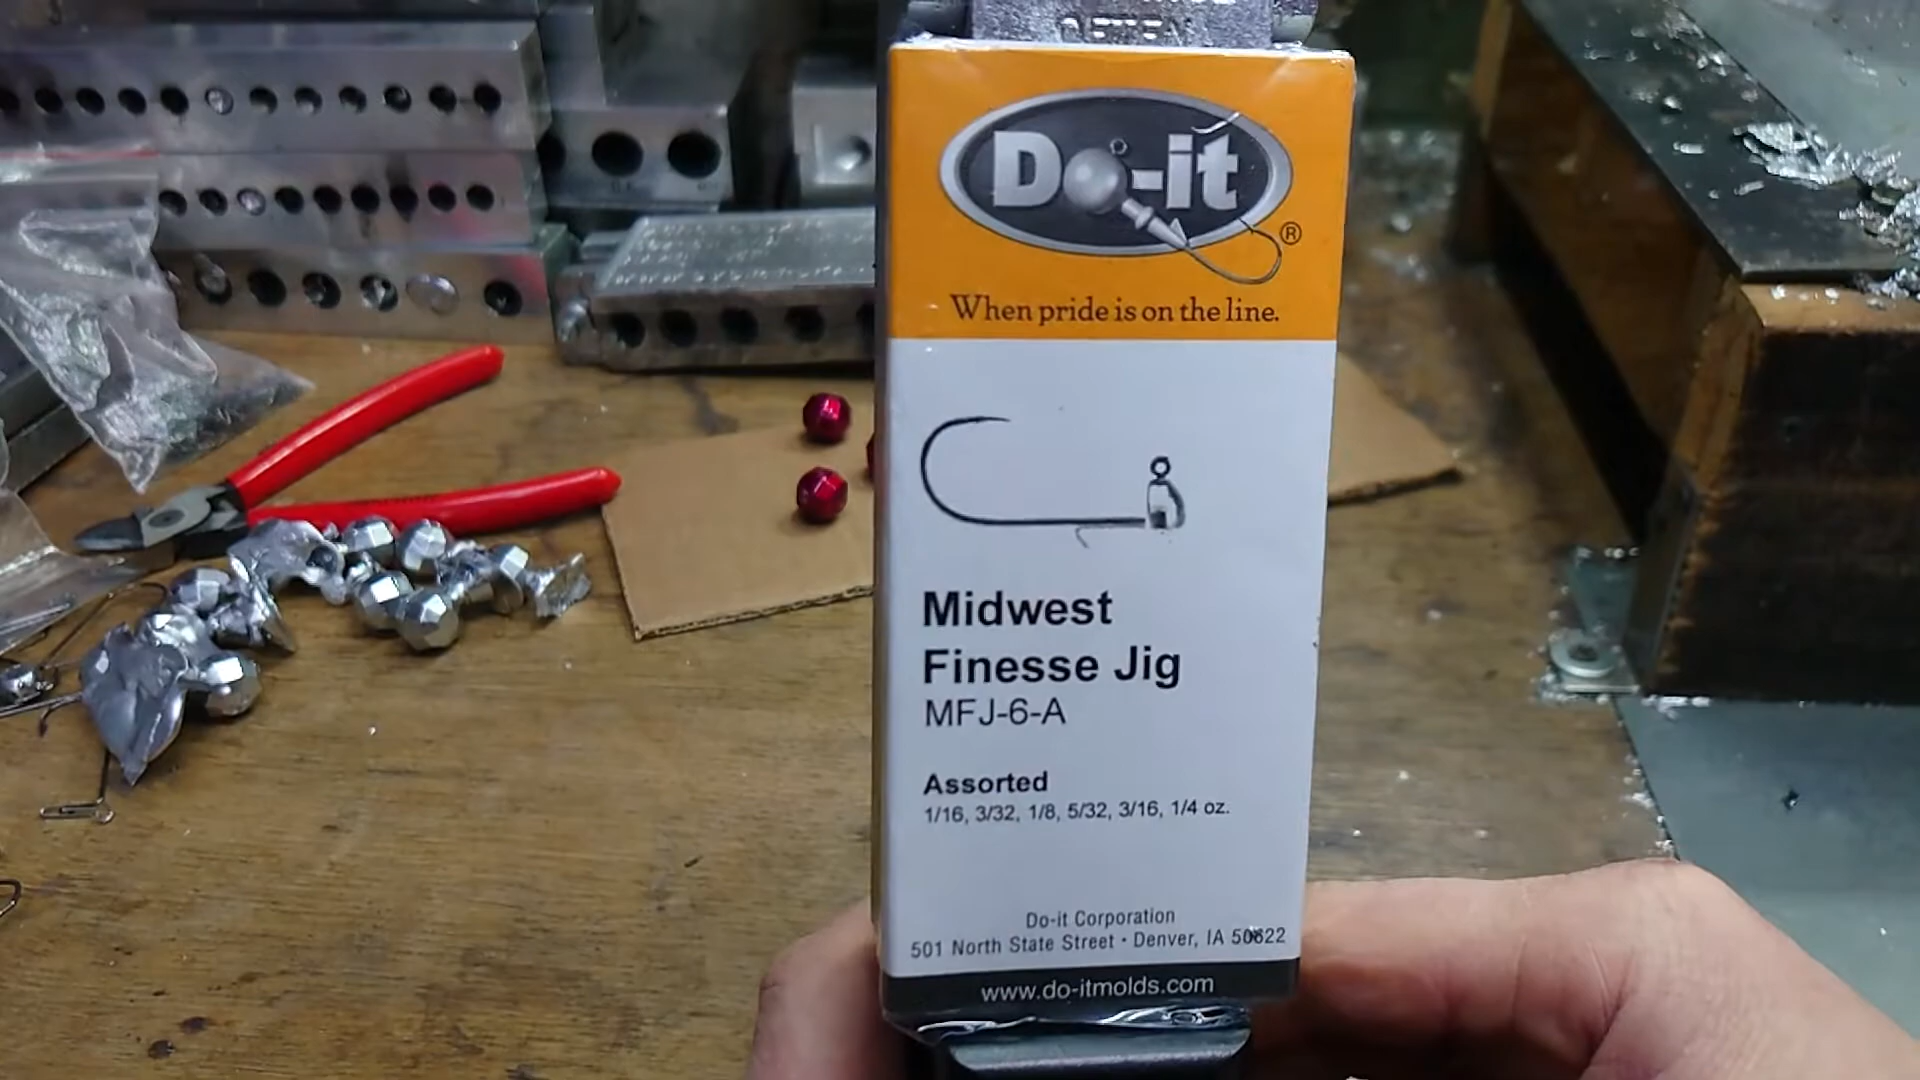 Do-it
®
When pride is on the line.
Midwest
Finesse Jig
MFJ-6-A
Assorted
1/16, 3/32, 1/8, 5/32, 3/16, 1/4 oz.
Do-it Corporation
501 North State Street • Denver, IA 50622
www.do-itmolds.com